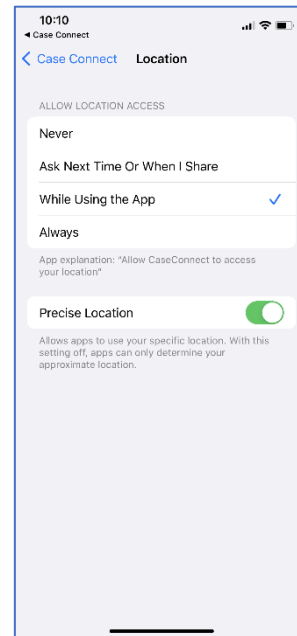 10:10
Case Connect
Case Connect Location
ALLOW LOCATION ACCESS
Never
Ask Next Time Or When I Share
While Using the App
Always
App explanation: “Allow CaseConnect to access
your location”
Precise Location
Allows apps to use your specific location. With this
setting off, apps can only determine your
approximate location.